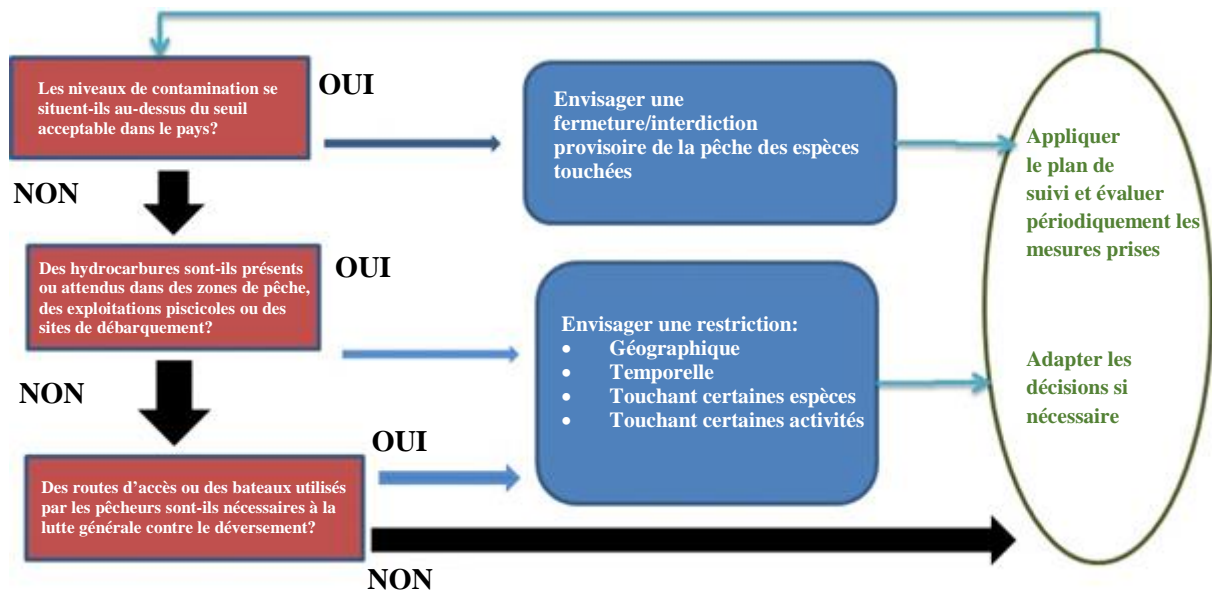 Les niveaux de contamination se
situent-ils au-dessus du seuil
acceptable dans le pays?
OUI
Envisager une
fermeture/interdiction
provisoire de la pêche des espèces
touchées
NON
Des hydrocarbures sont-ils présents
ou attendus dans des zones de pêche,
des exploitations piscicoles ou des
sites de débarquement?
OUI
Envisager une restriction:
• Géographique
• Temporelle
• Touchant certaines espèces
• Touchant certaines activités
NON
Des routes d'accès ou des bateaux utilisés
par les pêcheurs sont-ils nécessaires à la
lutte générale contre le déversement?
OUI
NON
Appliquer
le plan de
suivi et évaluer
périodiquement les
mesures prises
Adapter les
décisions si
nécessaire